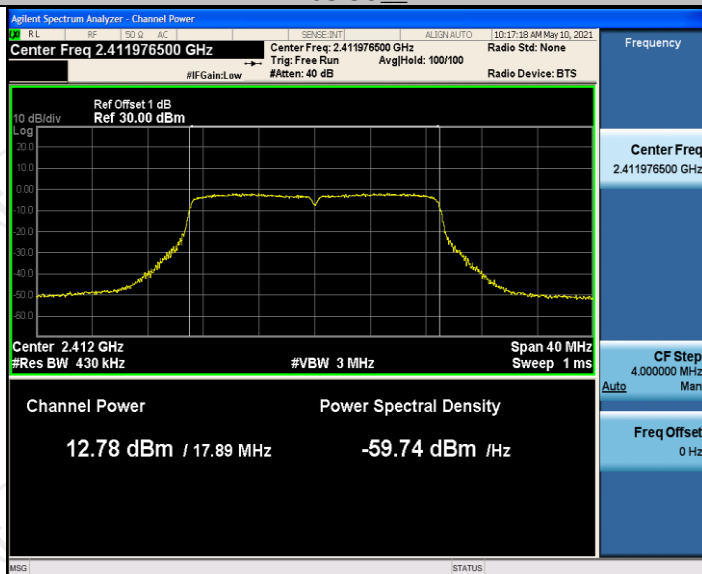 Agilent Spectrum Analyzer - Channel Power
LXI RL RF 50 Ω AC SENSE:INT ALIGN AUTO 10:17:18 AM May 10, 2021
Center Freq 2.411976500 GHz
Center Freq: 2.411976500 GHz
Radio Std: None
Trig: Free Run Avg|Hold: 100/100
#IFGain:Low #Atten: 40 dB Radio Device: BTS
Ref Offset 1 dB
10 dB/div Ref 30.00 dBm
Log
20.0
10.0
0.00
-10.0
-20.0
-30.0
-40.0
-50.0
-60.0
Center 2.412 GHz Span 40 MHz
#Res BW 430 kHz #VBW 3 MHz Sweep 1 ms
Channel Power Power Spectral Density
12.78 dBm / 17.89 MHz -59.74 dBm /Hz
MSG STATUS
Frequency
Center Freq
2.411976500 GHz
CF Step
4.000000 MHz
Auto Man
Freq Offset
0 Hz